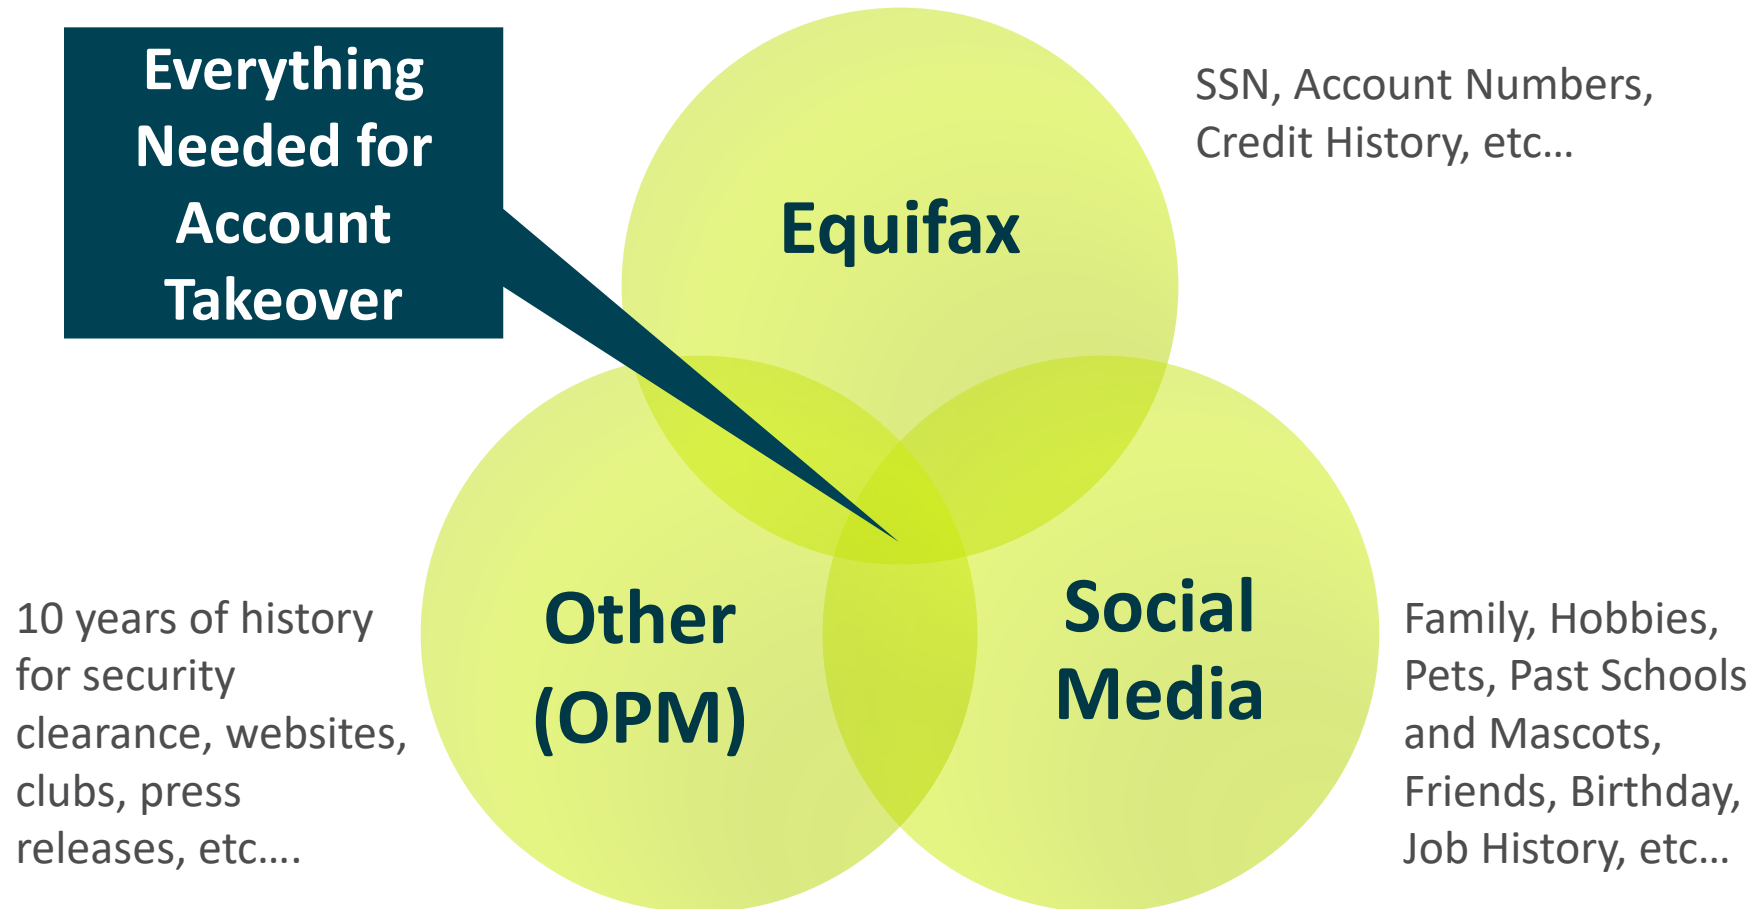 Everything
Needed for
Account
Takeover
SSN, Account Numbers,
Credit History, etc…
Equifax
Other
(OPM)
Social
Media
10 years of history
for security
clearance, websites,
clubs, press
releases, etc….
Family, Hobbies,
Pets, Past Schools
and Mascots,
Friends, Birthday,
Job History, etc…